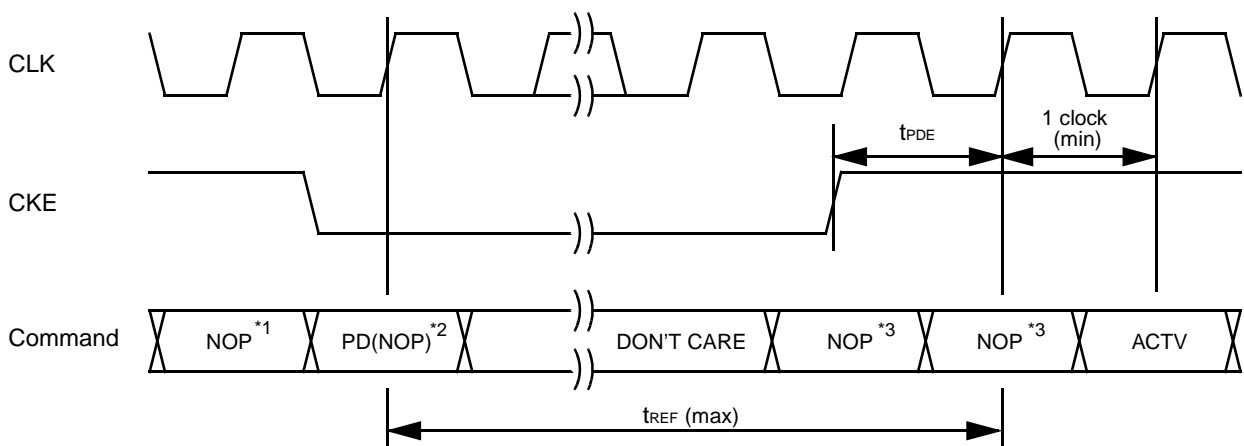 CLK
tPDE
1 clock
(min)
CKE
Command
NOP *1
PD(NOP) *2
DON'T CARE
NOP *3
NOP *3
ACTV
tREF (max)